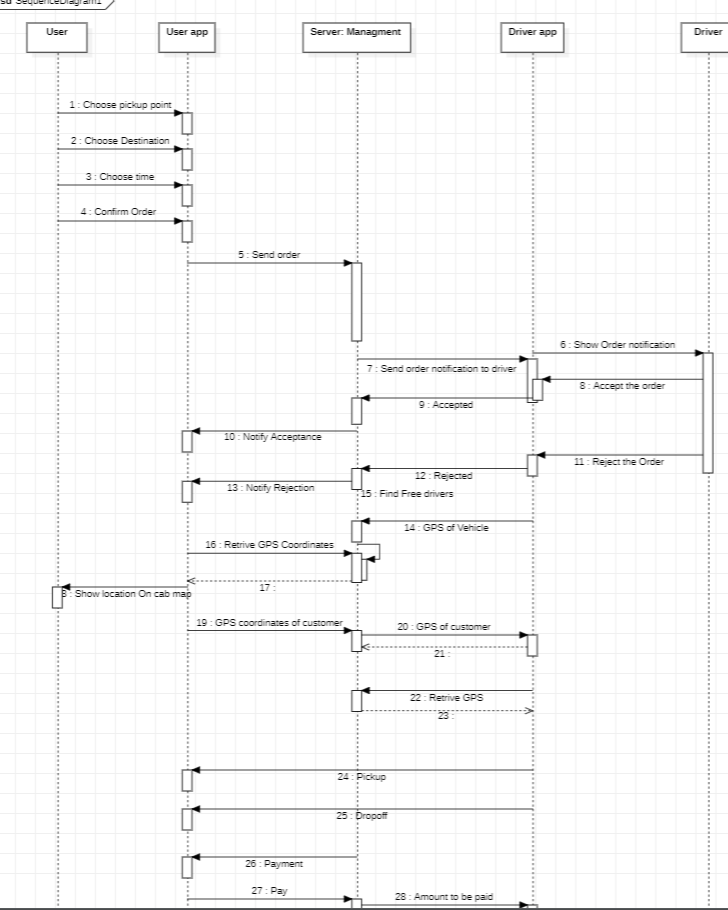 sd SequenceDiagram1
User
User app
Server: Managment
Driver app
Driver
1 : Choose pickup point
2 : Choose Destination
3 : Choose time
4 : Confirm Order
5 : Send order
6 : Show Order notification
7 : Send order notification to driver
8 : Accept the order
9 : Accepted
10 : Notify Acceptance
11 : Reject the Order
12 : Rejected
13 : Notify Rejection
15 : Find Free drivers
14 : GPS of Vehicle
16 : Retrive GPS Coordinates
17 :
8 : Show location On cab map
19 : GPS coordinates of customer
20 : GPS of customer
21 :
22 : Retrive GPS
23 :
24 : Pickup
25 : Dropoff
26 : Payment
27 : Pay
28 : Amount to be paid